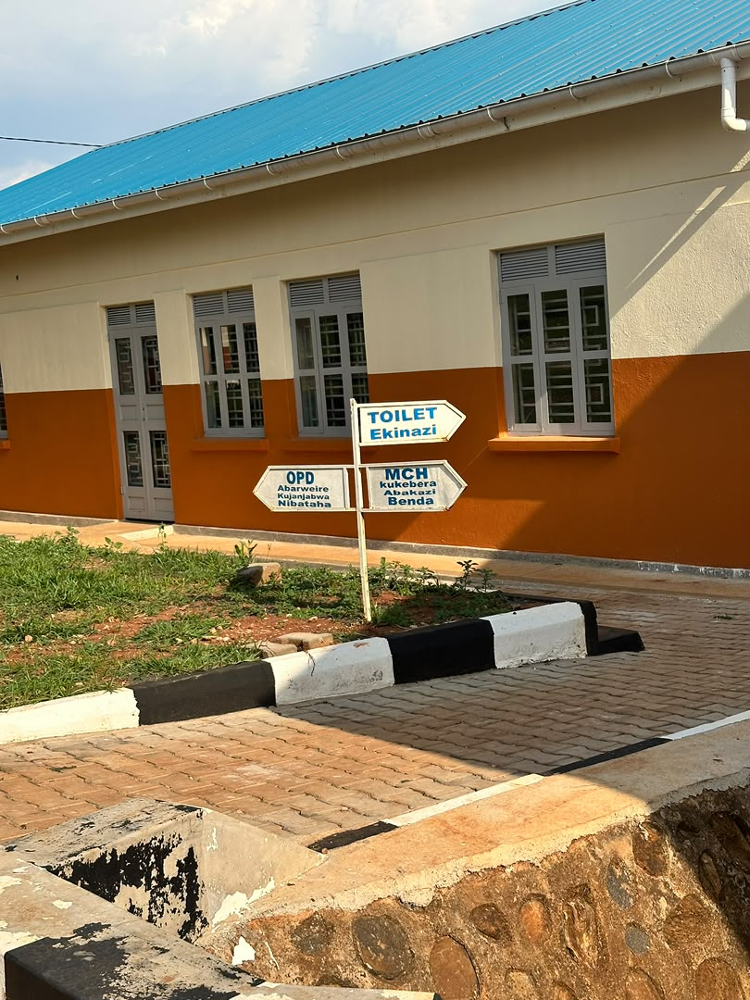 TOILET
Ekinazi
OPD
Abarweire
Kujanjabwa
Nibataha
MCH
kukebera
Abakazi
Benda